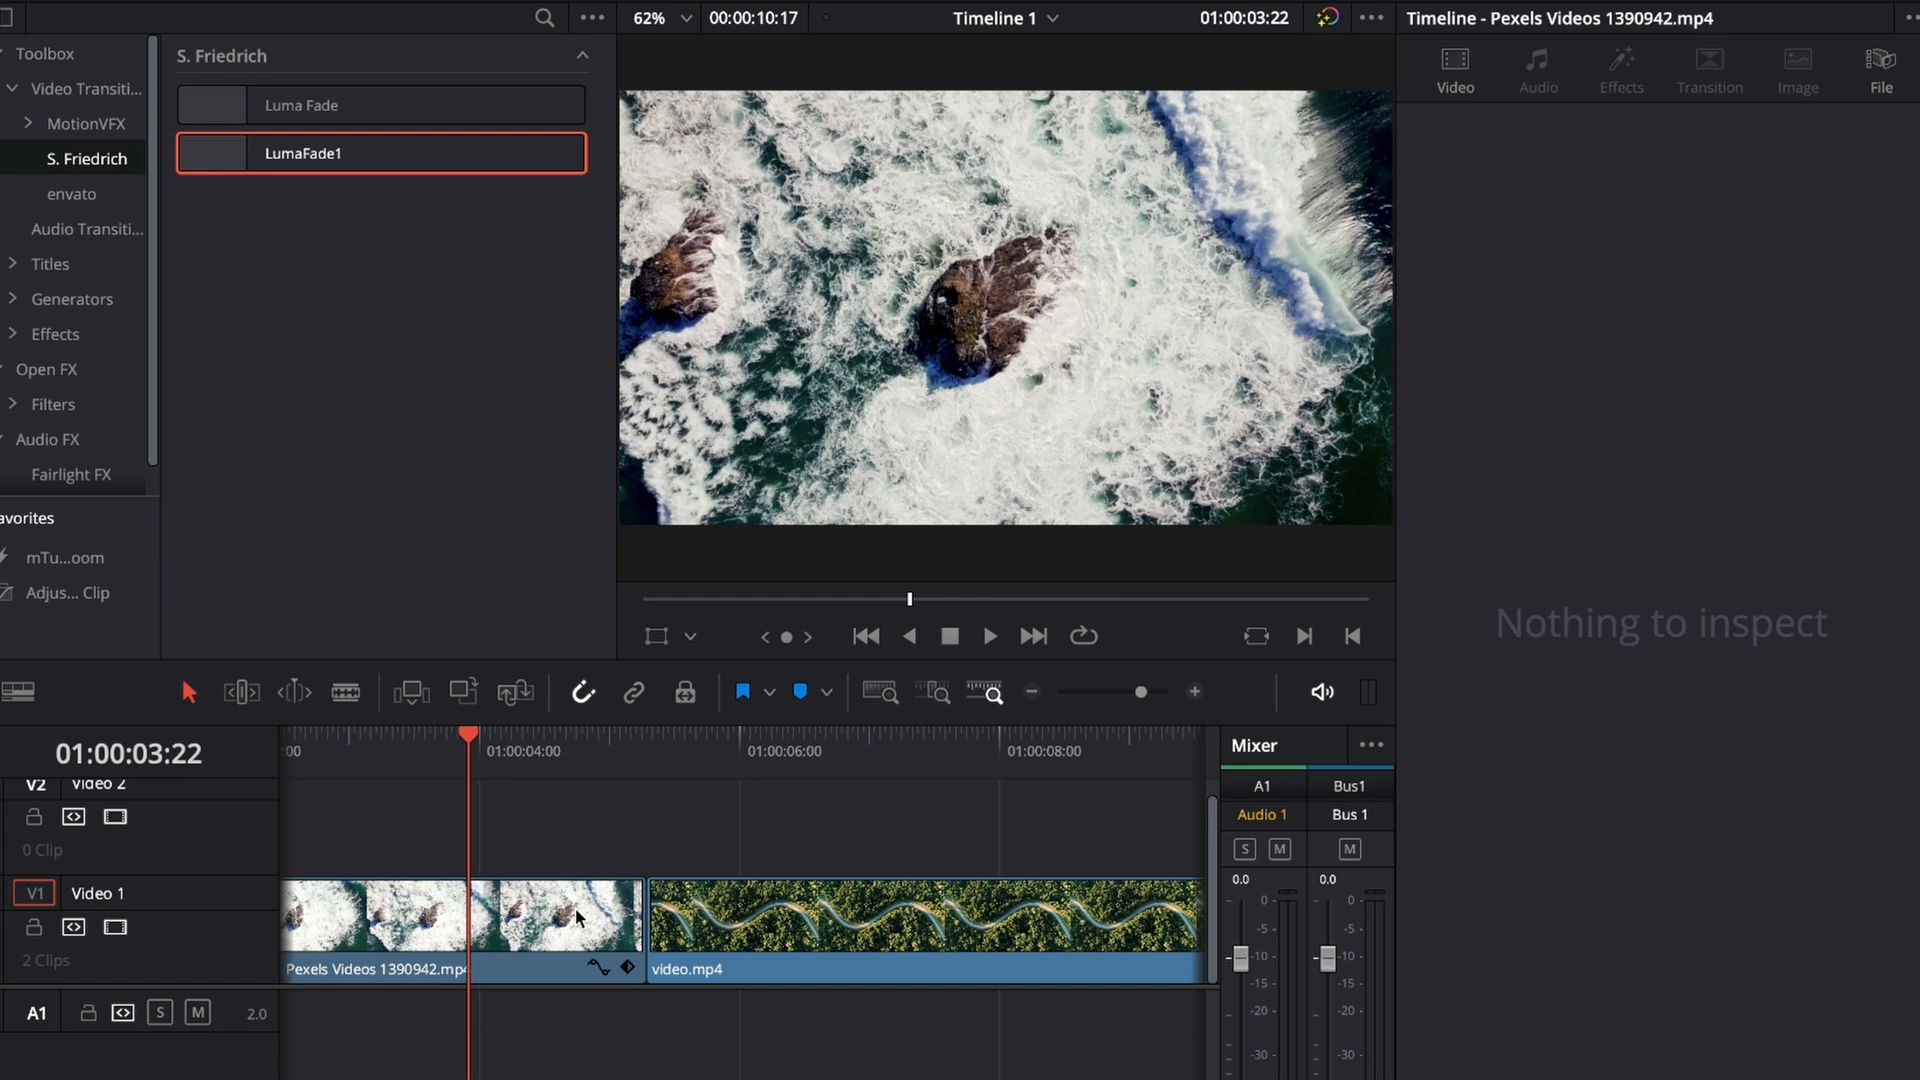 62%
00:00:10:17
Timeline 1
01:00:03:22
Timeline - Pexels Videos 1390942.mp4
Toolbox
Video Transiti...
MotionVFX
S. Friedrich
envato
Audio Transiti...
Titles
Generators
Effects
Open FX
Filters
Audio FX
Fairlight FX
avorites
mTu...oom
Adjus... Clip
S. Friedrich
Luma Fade
LumaFade1
Video
Audio
Effects
Transition
Image
File
Nothing to inspect
01:00:03:22
:00
01:00:04:00
01:00:06:00
01:00:08:00
V2
Video 2
0 Clip
V1
Video 1
2 Clips
Pexels Videos 1390942.mp4
video.mp4
A1
S
M
2.0
Mixer
A1
Bus1
Audio 1
Bus 1
S
M
M
0.0
0.0
0
0
-5
-5
-10
-10
-15
-15
-20
-20
-30
-30